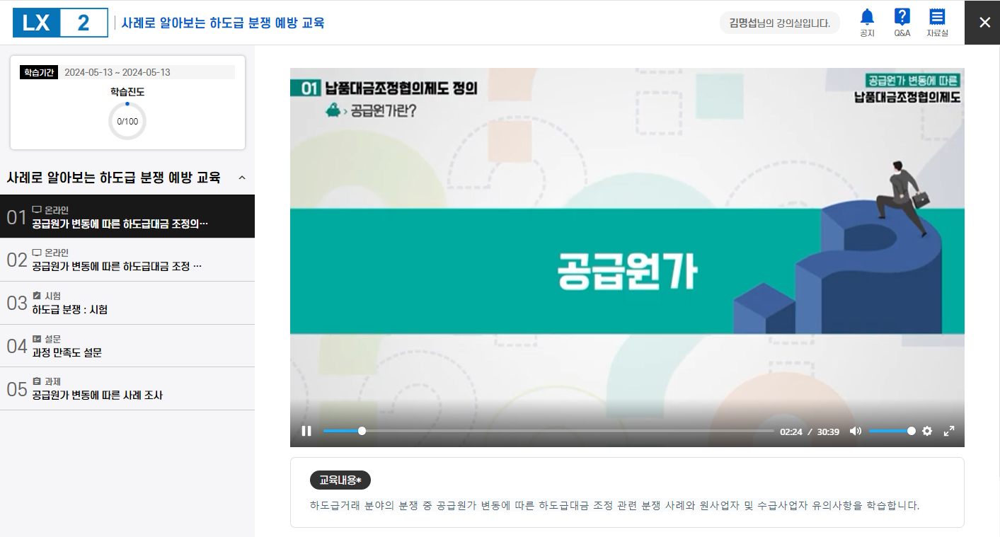 LX 2 사례로 알아보는 하도급 분쟁 예방 교육
김명섭님의 강의실입니다.
공지 Q&A 자료실
학습기간 2024-05-13 ~ 2024-05-13
학습진도
0/100
사례로 알아보는 하도급 분쟁 예방 교육
01 온라인
공급원가 변동에 따른 하도급대금 조정의…
02 온라인
공급원가 변동에 따른 하도급대금 조정 …
03 시험
하도급 분쟁 : 시험
04 설문
과정 만족도 설문
05 과제
공급원가 변동에 따른 사례 조사
01 납품대금조정협의제도 정의
공급원가란?
공급원가 변동에 따른
납품대금조정협의제도
공급원가
02:24 / 30:39
교육내용*
하도급거래 분야의 분쟁 중 공급원가 변동에 따른 하도급대금 조정 관련 분쟁 사례와 원사업자 및 수급사업자 유의사항을 학습합니다.